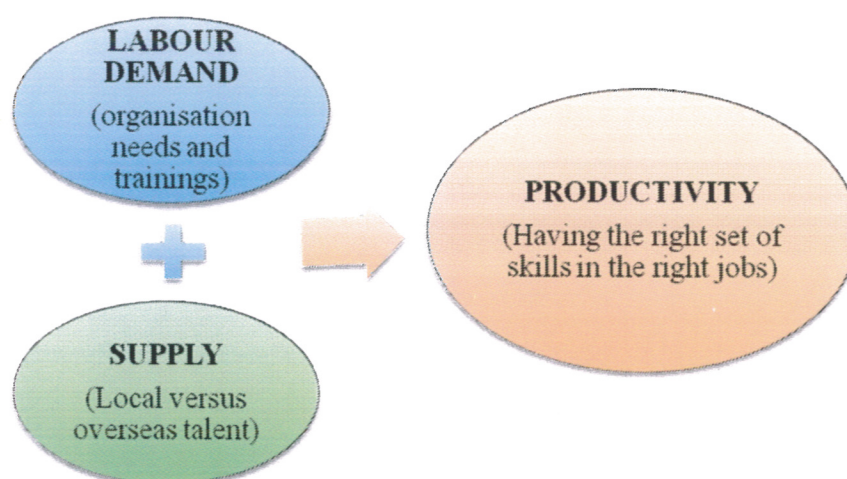 LABOUR
DEMAND
(organisation
needs and
trainings)
SUPPLY
(Local versus
overseas talent)
PRODUCTIVITY
(Having the right set of
skills in the right jobs)